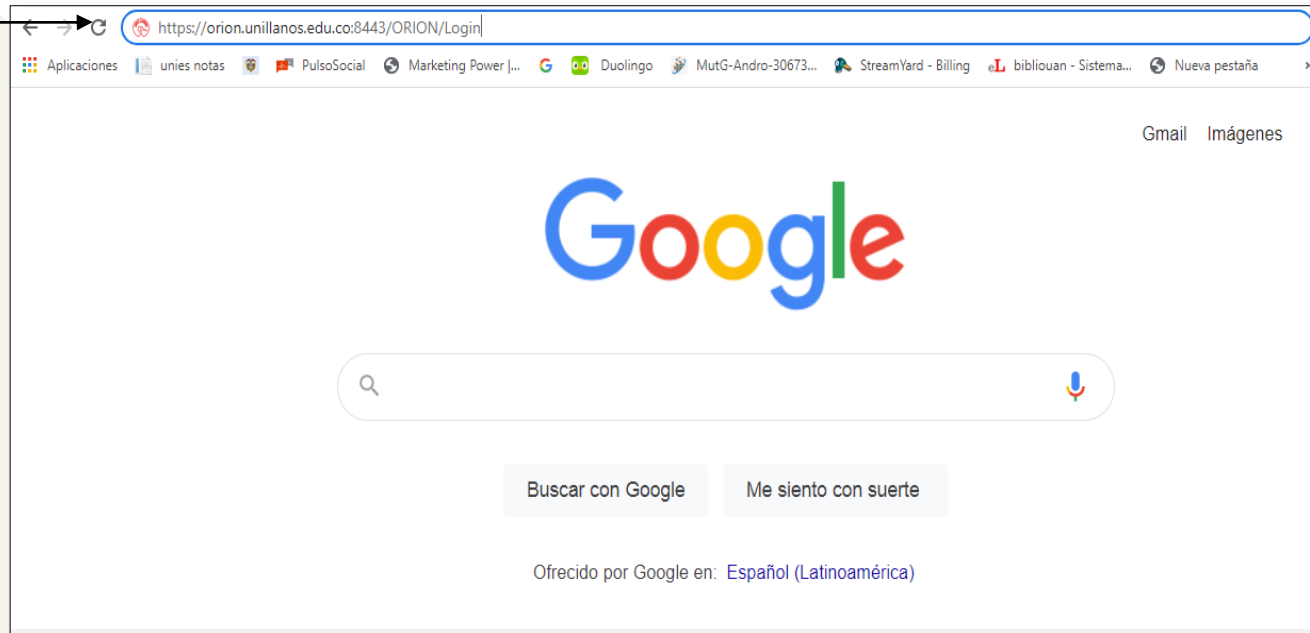 https://orion.unillanos.edu.co:8443/ORION/Login
Aplicaciones unies notas PulsoSocial Marketing Power |... Duolingo MutG-Andro-30673... StreamYard - Billing eL bibliouan - Sistema... Nueva pestaña »
Gmail Imágenes
Google
Buscar con Google Me siento con suerte
Ofrecido por Google en: Español (Latinoamérica)